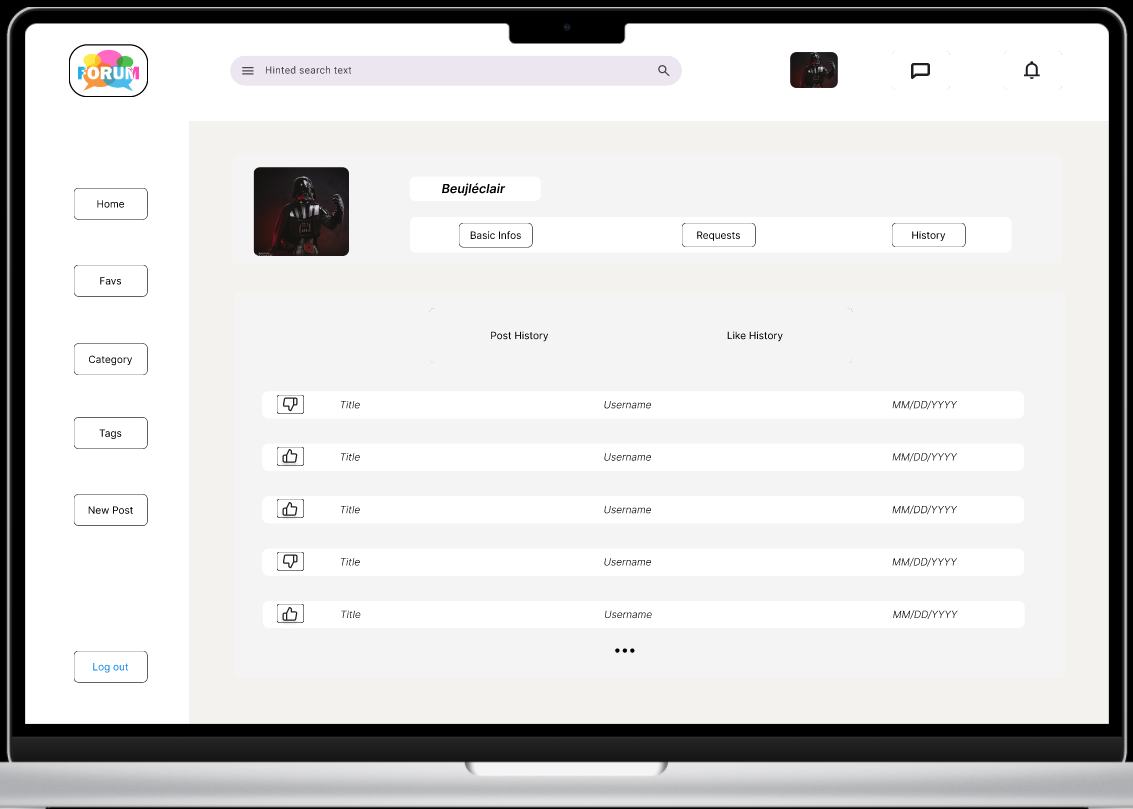 FORUM
Hinted search text
Home
Favs
Category
Tags
New Post
Log out
Beujléclair
Basic Infos Requests History
Post History Like History
Title Username MM/DD/YYYY
Title Username MM/DD/YYYY
Title Username MM/DD/YYYY
Title Username MM/DD/YYYY
Title Username MM/DD/YYYY